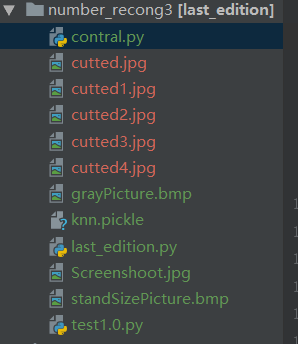 number_recong3 [last_edition]
contral.py
cutted.jpg
cutted1.jpg
cutted2.jpg
cutted3.jpg
cutted4.jpg
grayPicture.bmp
knn.pickle
last_edition.py
Screenshoot.jpg
standSizePicture.bmp
test1.0.py